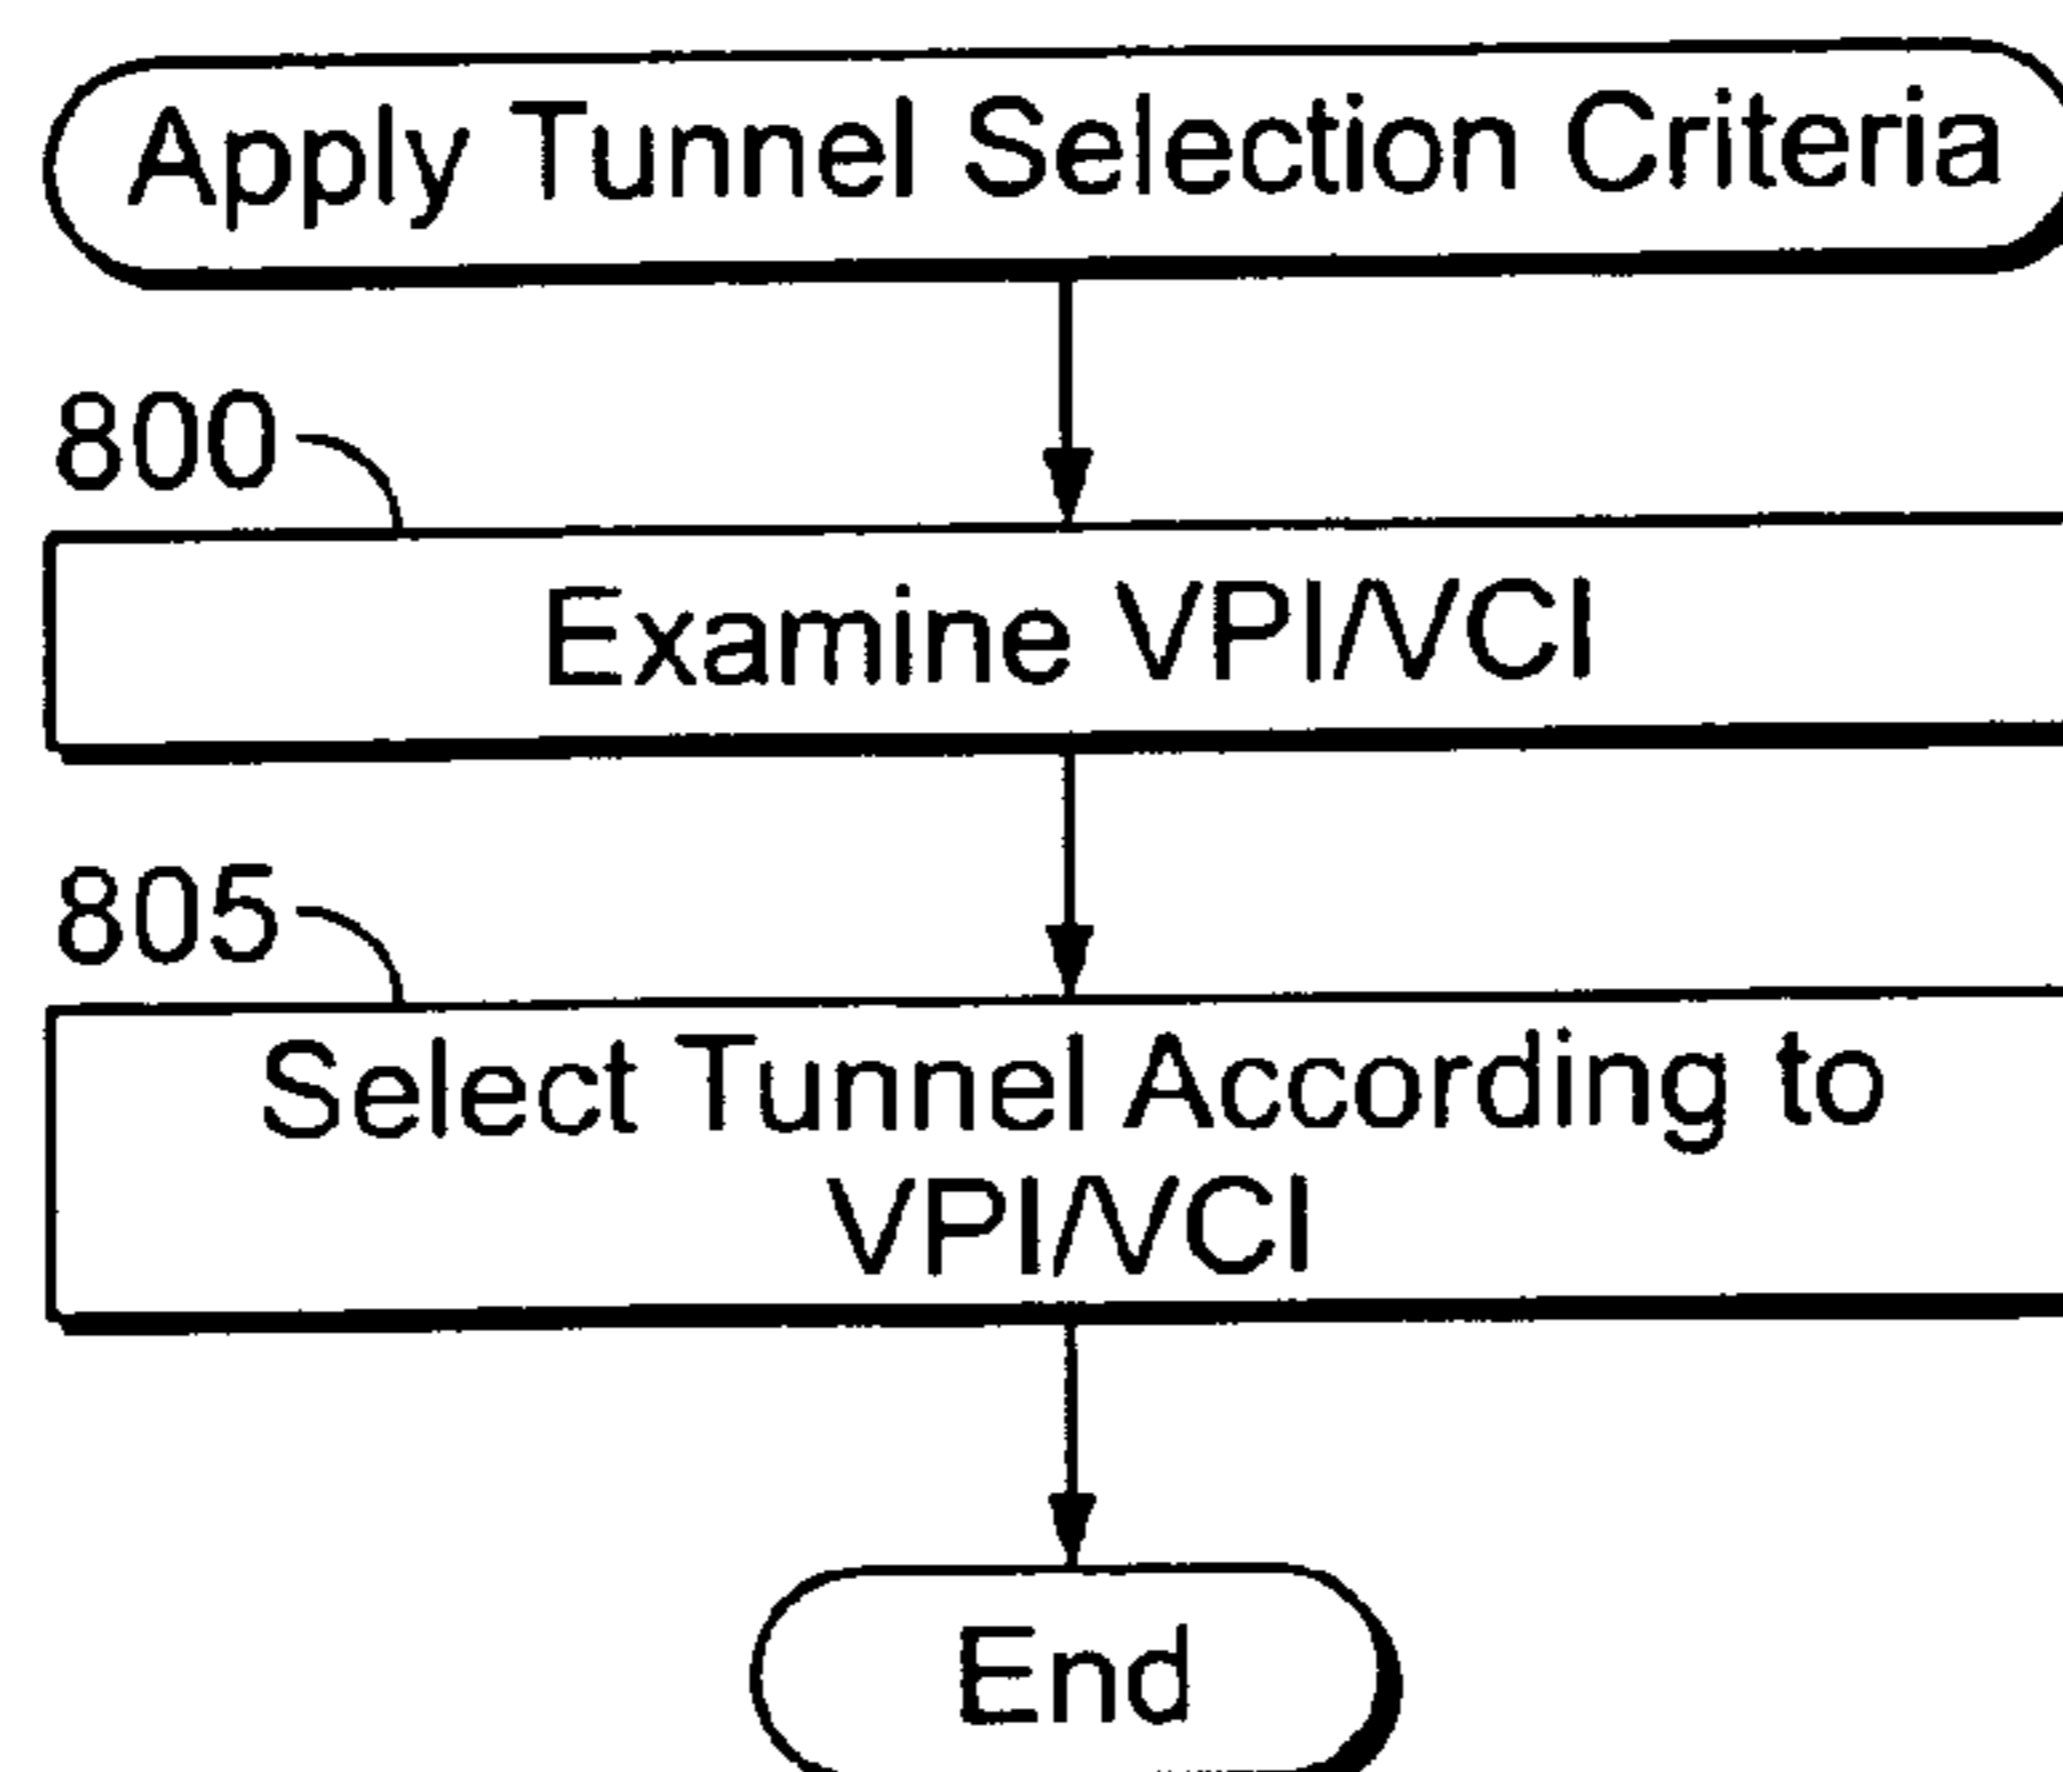 Apply Tunnel Selection Criteria
800
Examine VPI/VCI
805
Select Tunnel According to
VPI/VCI
End